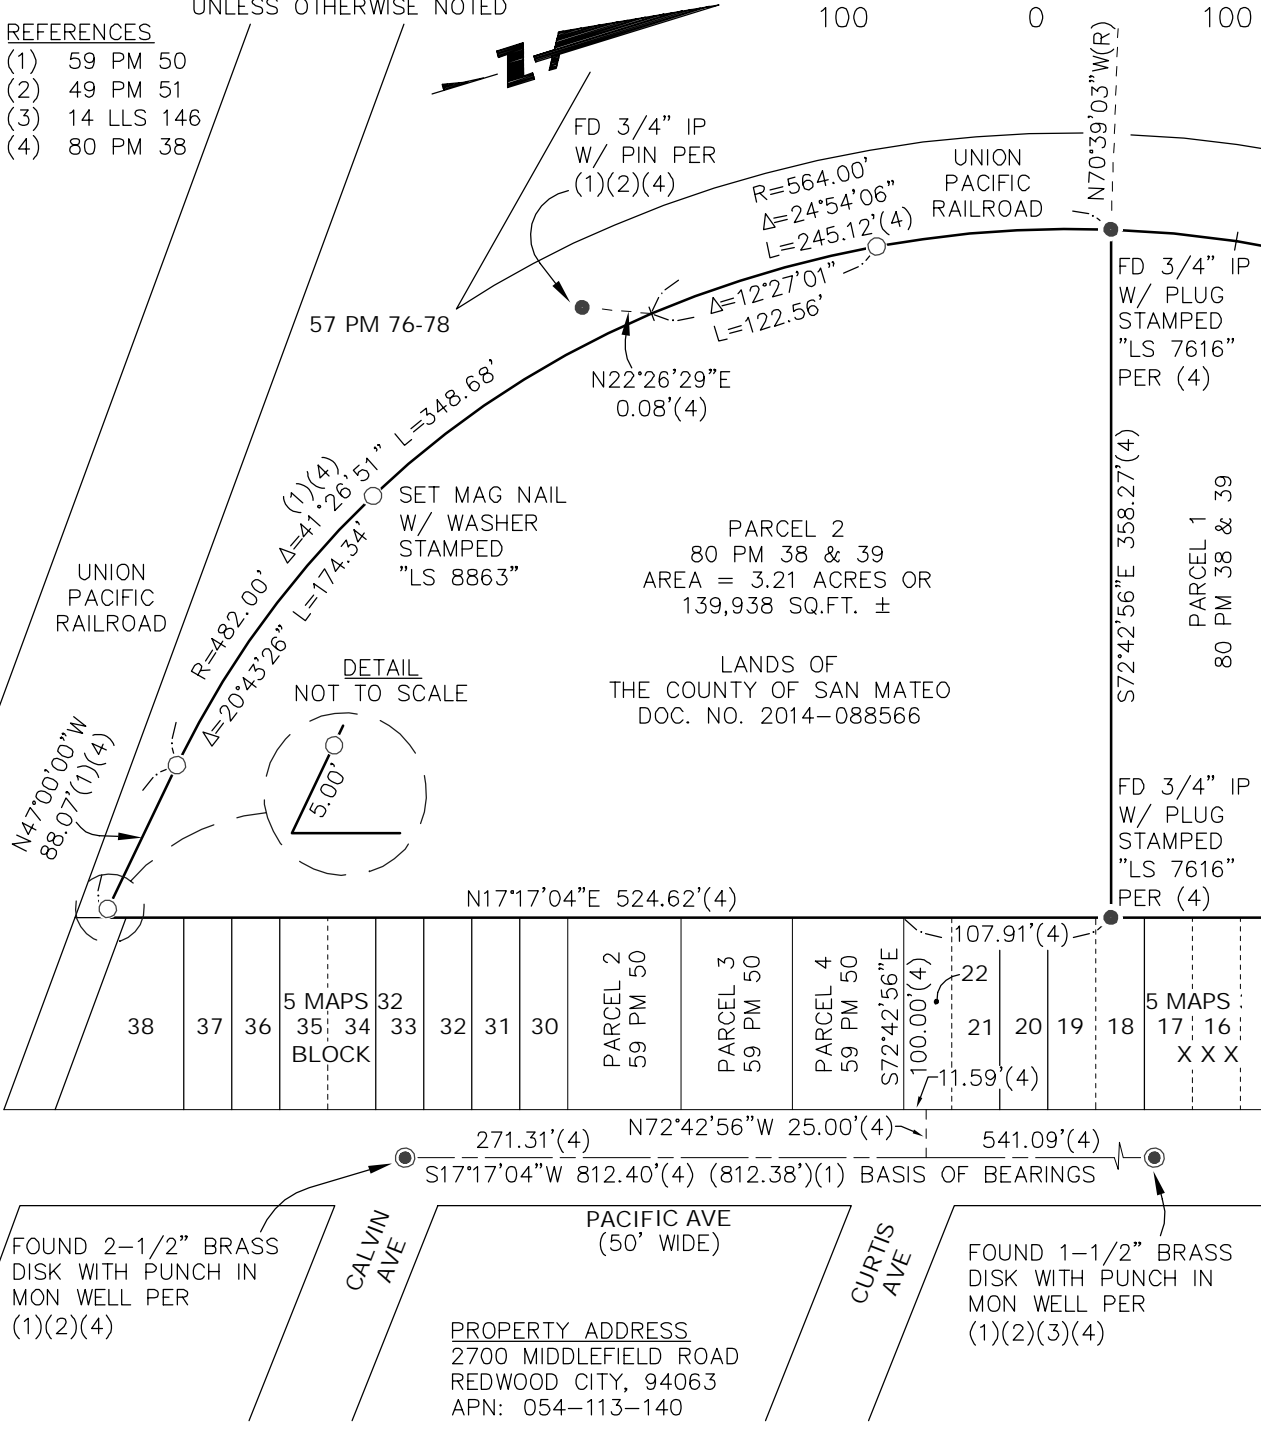 UNLESS OTHERWISE NOTED
REFERENCES
(1) 59 PM 50
(2) 49 PM 51
(3) 14 LLS 146
(4) 80 PM 38
100 0 100
N70°39'03"W(R)
FD 3/4" IP
W/ PIN PER
(1)(2)(4)
R=564.00'
Δ=24°54'06"
L=245.12'(4)
UNION
PACIFIC
RAILROAD
Δ=12°27'01"
L=122.56'
FD 3/4" IP
W/ PLUG
STAMPED
"LS 7616"
PER (4)
57 PM 76-78
N22°26'29"E
0.08'(4)
R=482.00' Δ=41°26'51" L=348.68'
(1)(4)
Δ=20°43'26" L=174.34'
SET MAG NAIL
W/ WASHER
STAMPED
"LS 8863"
S72°42'56"E 358.27'(4)
PARCEL 1
80 PM 38 & 39
PARCEL 2
80 PM 38 & 39
AREA = 3.21 ACRES OR
139,938 SQ.FT. ±
LANDS OF
THE COUNTY OF SAN MATEO
DOC. NO. 2014-088566
UNION
PACIFIC
RAILROAD
DETAIL
NOT TO SCALE
5.00'
N47°00'00"W
88.07'(1)(4)
FD 3/4" IP
W/ PLUG
STAMPED
"LS 7616"
PER (4)
N17°17'04"E 524.62'(4)
107.91'(4)
38 37 36 35 34 33 32 31 30
5 MAPS 32
BLOCK
PARCEL 2
59 PM 50
PARCEL 3
59 PM 50
PARCEL 4
59 PM 50
S72°42'56"E
100.00'(4)
22
21 20 19 18 17 16
5 MAPS
X X X
11.59'(4)
N72°42'56"W 25.00'(4)
271.31'(4)
541.09'(4)
S17°17'04"W 812.40'(4) (812.38')(1) BASIS OF BEARINGS
PACIFIC AVE
(50' WIDE)
CALVIN
AVE
CURTIS
AVE
FOUND 2-1/2" BRASS
DISK WITH PUNCH IN
MON WELL PER
(1)(2)(4)
FOUND 1-1/2" BRASS
DISK WITH PUNCH IN
MON WELL PER
(1)(2)(3)(4)
PROPERTY ADDRESS
2700 MIDDLEFIELD ROAD
REDWOOD CITY, 94063
APN: 054-113-140